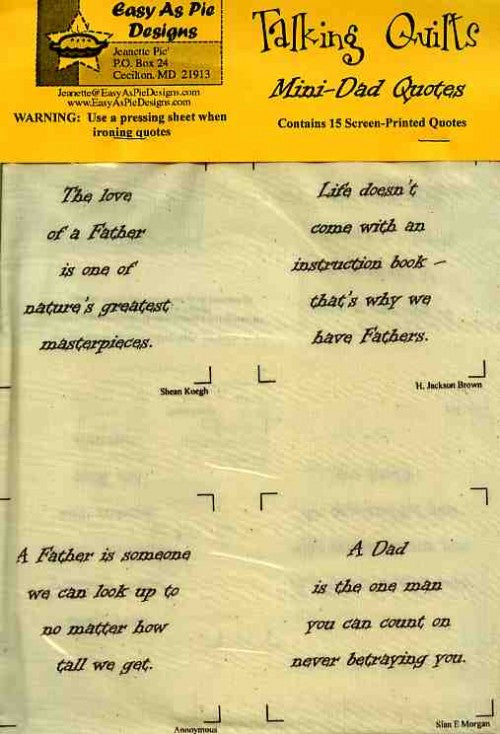 Easy As Pie
Designs
Jeanette Pie'
P.O. Box 24
Cecilton, MD 21913
Jeanette@EasyAsPieDesigns.com
www.EasyAsPieDesigns.com
WARNING: Use a pressing sheet when
ironing quotes
Talking Quilts
Mini-Dad Quotes
Contains 15 Screen-Printed Quotes
The love
of a Father
is one of
nature's greatest
masterpieces.
Shean Kuegh
Life doesn't
come with an
instruction book –
that's why we
have Fathers.
H. Jackson Brown
A Father is someone
we can look up to
no matter how
tall we get.
Annoymous
A Dad
is the one man
you can count on
never betraying you.
Sian E Morgan